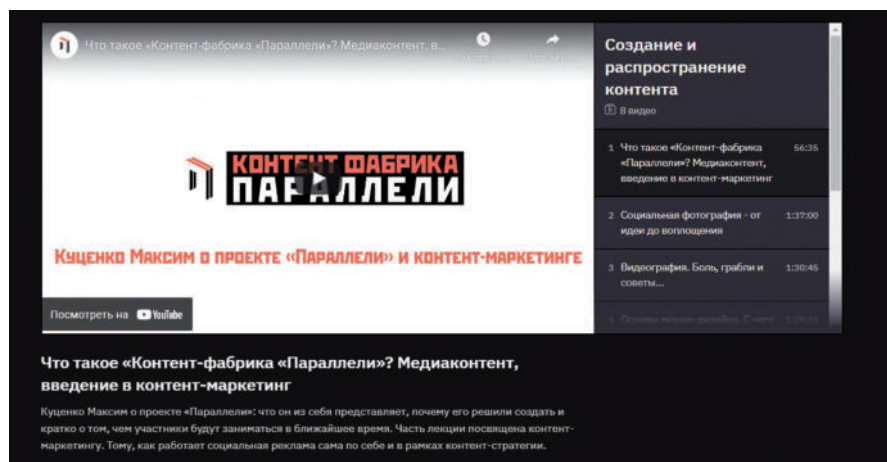 Что такое «Контент-фабрика «Параллели»? Медиаконтент, в...
КОНТЕНТ ФАБРИКА
ПАРАЛЛЕЛИ
Куценко Максим о проекте «Параллели» и контент-маркетинге
Посмотреть на YouTube
Создание и
распространение
контента
8 видео
1 Что такое «Контент-фабрика 56:35
«Параллели»? Медиаконтент,
введение в контент-маркетинг
2 Социальная фотография - от 1:37:00
идеи до воплощения
3 Видеография. Боль, грабли и 1:30:45
советы...
4 Основы моушн-дизайна. С чего
Что такое «Контент-фабрика «Параллели»? Медиаконтент,
введение в контент-маркетинг
Куценко Максим о проекте «Параллели»: что он из себя представляет, почему его решили создать и
кратко о том, чем участники будут заниматься в ближайшее время. Часть лекции посвящена контент-
маркетингу. Тому, как работает социальная реклама сама по себе и в рамках контент-стратегии.